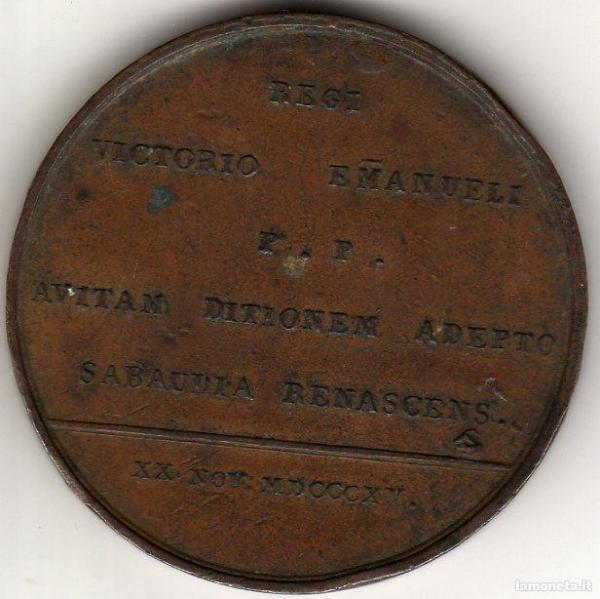 REGI
VICTORIO EMANUELI
P. P.
AVITAM DITIONEM ADEPTO
SABAUDIA RENASCENS..
XX. NOV. MDCCCXV.
lamoneta.it